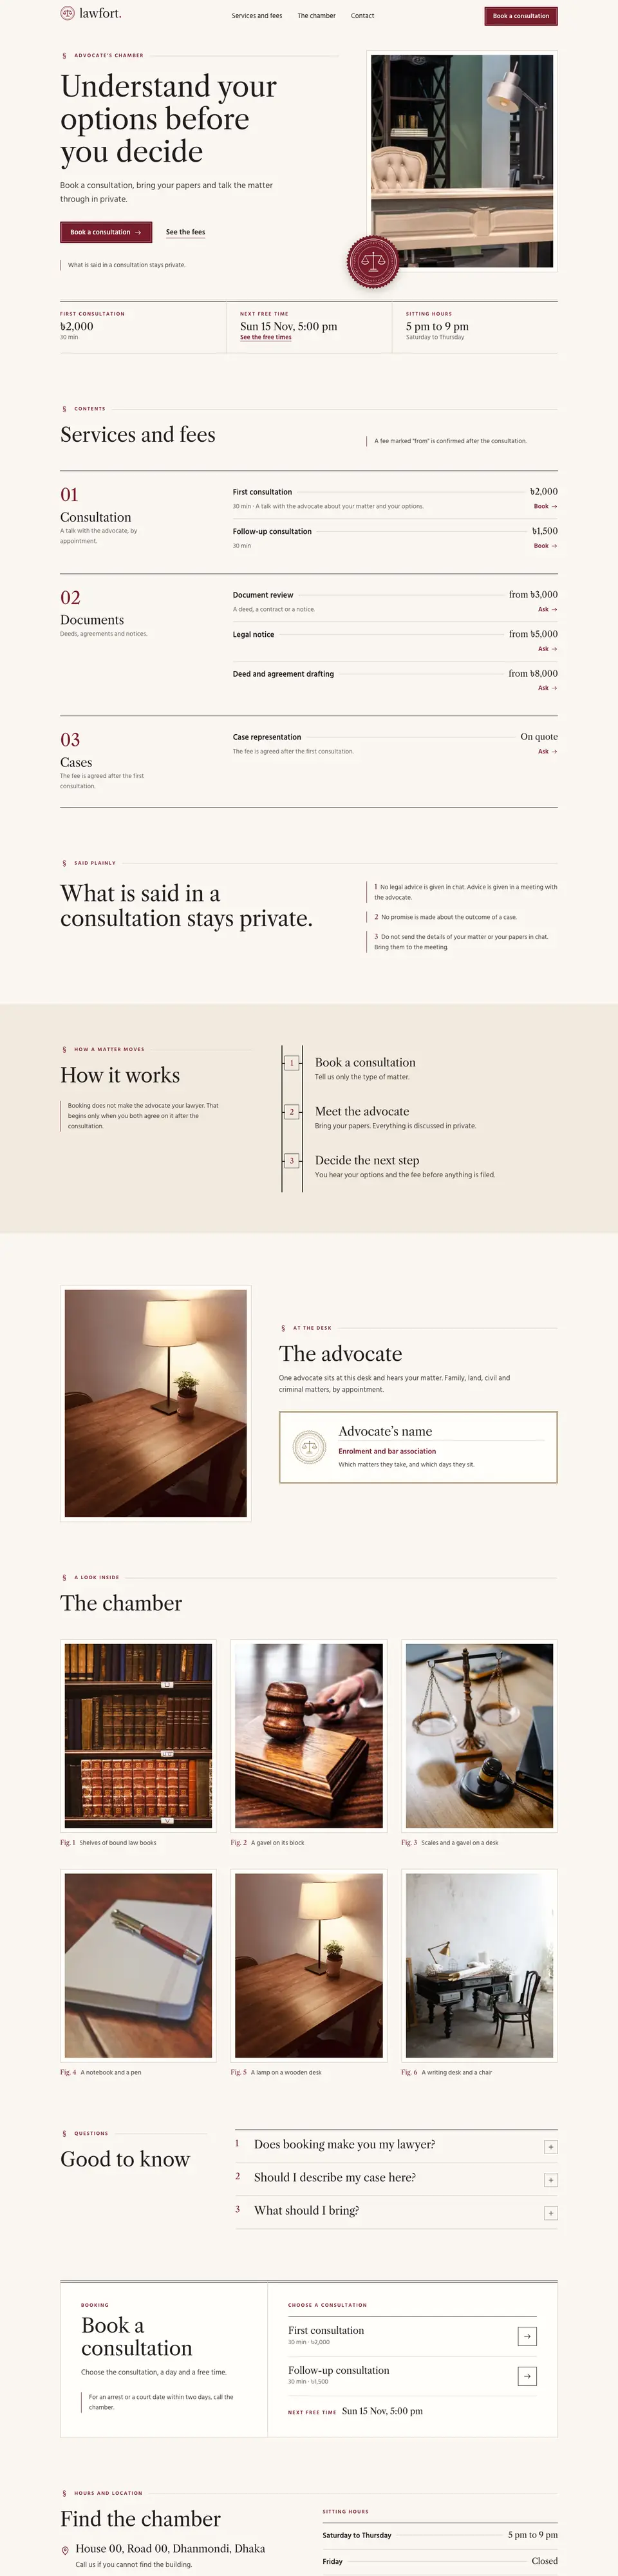 lawfort.
Services and fees
The chamber
Contact
Book a consultation
§ ADVOCATE'S CHAMBER
Understand your
options before
you decide
Book a consultation, bring your papers and talk the matter
through in private.
Book a consultation →
See the fees
What is said in a consultation stays private.
FIRST CONSULTATION
৳2,000
30 min
NEXT FREE TIME
Sun 15 Nov, 5:00 pm
See the free times
SITTING HOURS
5 pm to 9 pm
Saturday to Thursday
§ CONTENTS
Services and fees
A fee marked "from" is confirmed after the consultation.
01
Consultation
A talk with the advocate, by
appointment.
First consultation ৳2,000
30 min · A talk with the advocate about your matter and your options. Book →
Follow-up consultation ৳1,500
30 min Book →
02
Documents
Deeds, agreements and notices.
Document review from ৳3,000
A deed, a contract or a notice. Ask →
Legal notice from ৳5,000
Ask →
Deed and agreement drafting from ৳8,000
Ask →
03
Cases
The fee is agreed after the first
consultation.
Case representation On quote
The fee is agreed after the first consultation. Ask →
§ SAID PLAINLY
What is said in a
consultation stays private.
1 No legal advice is given in chat. Advice is given in a meeting with
the advocate.
2 No promise is made about the outcome of a case.
3 Do not send the details of your matter or your papers in chat.
Bring them to the meeting.
§ HOW A MATTER MOVES
How it works
Booking does not make the advocate your lawyer. That
begins only when you both agree on it after the
consultation.
1 Book a consultation
Tell us only the type of matter.
2 Meet the advocate
Bring your papers. Everything is discussed in private.
3 Decide the next step
You hear your options and the fee before anything is filed.
§ AT THE DESK
The advocate
One advocate sits at this desk and hears your matter. Family, land, civil and
criminal matters, by appointment.
Advocate's name
Enrolment and bar association
Which matters they take, and which days they sit.
§ A LOOK INSIDE
The chamber
Fig. 1 Shelves of bound law books
Fig. 2 A gavel on its block
Fig. 3 Scales and a gavel on a desk
Fig. 4 A notebook and a pen
Fig. 5 A lamp on a wooden desk
Fig. 6 A writing desk and a chair
§ QUESTIONS
Good to know
1 Does booking make you my lawyer? +
2 Should I describe my case here? +
3 What should I bring? +
BOOKING
Book a
consultation
Choose the consultation, a day and a free time.
For an arrest or a court date within two days, call the
chamber.
CHOOSE A CONSULTATION
First consultation
30 min · ৳2,000
→
Follow-up consultation
30 min · ৳1,500
→
NEXT FREE TIME Sun 15 Nov, 5:00 pm
§ HOURS AND LOCATION
Find the chamber
House 00, Road 00, Dhanmondi, Dhaka
Call us if you cannot find the building.
SITTING HOURS
Saturday to Thursday 5 pm to 9 pm
Friday Closed